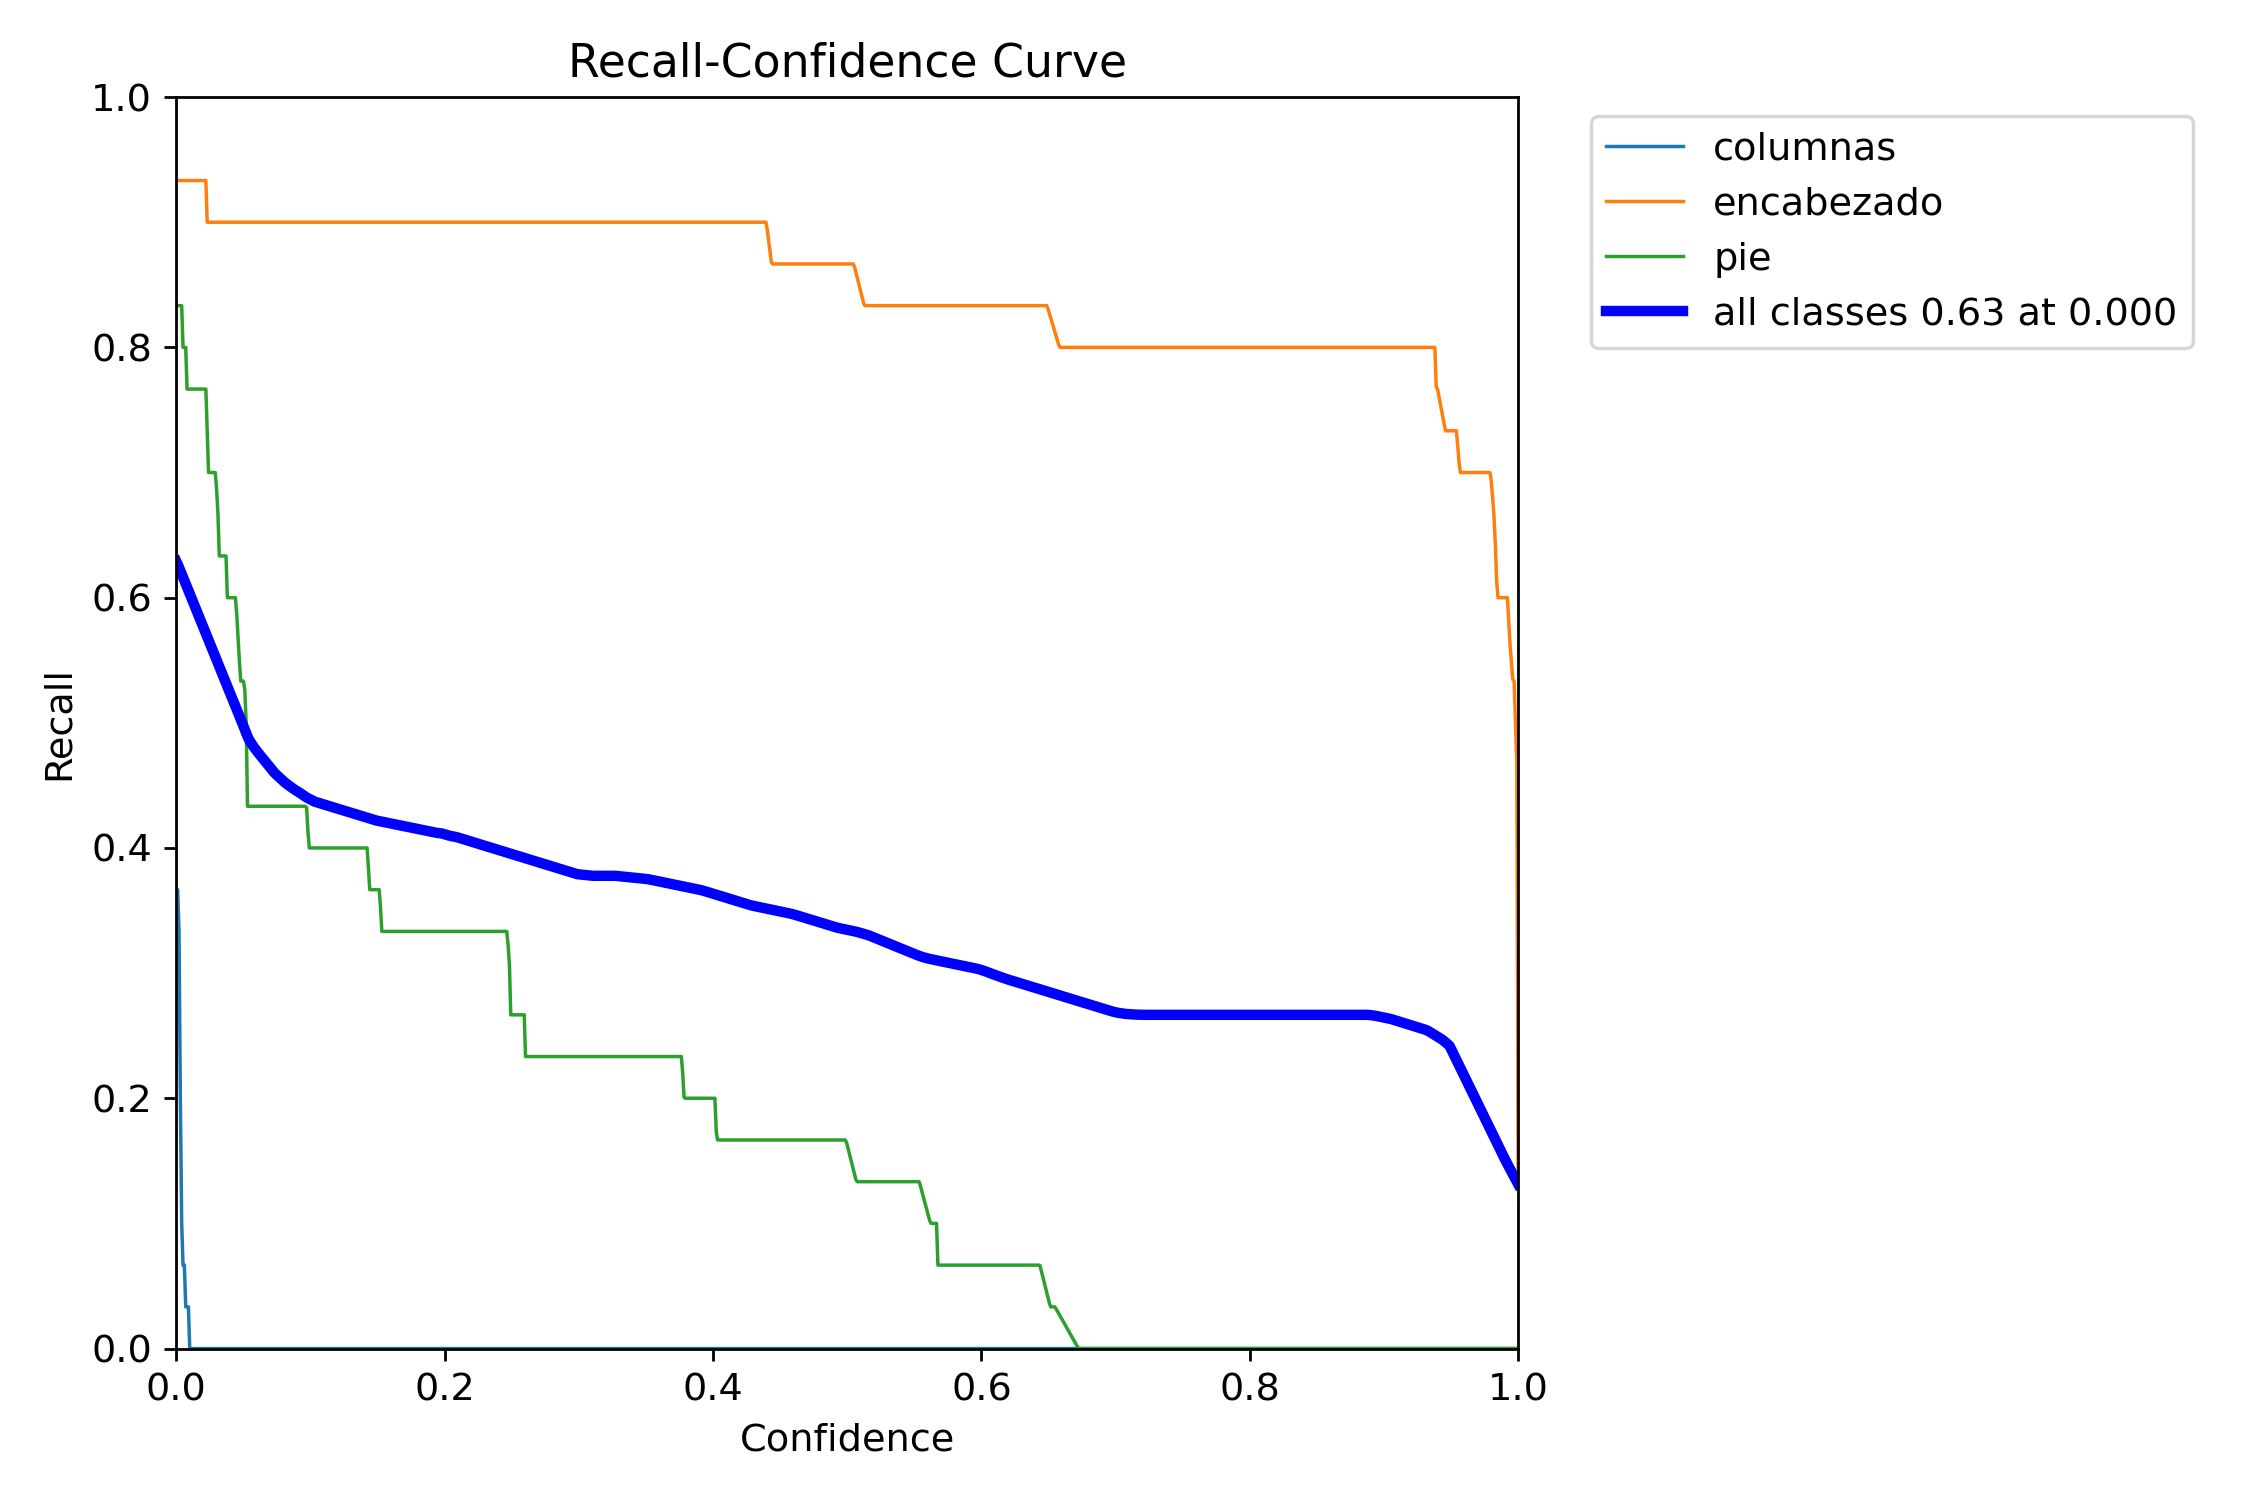 Recall-Confidence Curve
1.0
0.8
0.6
0.4
0.2
0.0
Recall
0.0 0.2 0.4 0.6 0.8 1.0
Confidence
columnas
encabezado
pie
all classes 0.63 at 0.000